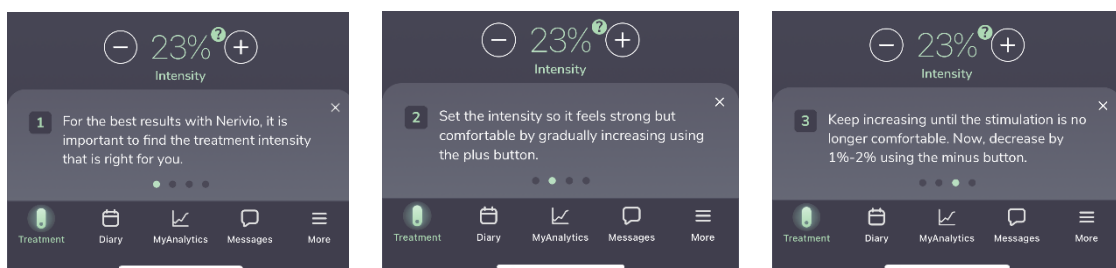 − 23% ? +
Intensity
×
1 For the best results with Nerivio, it is
important to find the treatment intensity
that is right for you.
Treatment Diary MyAnalytics Messages More
− 23% ? +
Intensity
×
2 Set the intensity so it feels strong but
comfortable by gradually increasing using
the plus button.
Treatment Diary MyAnalytics Messages More
− 23% ? +
Intensity
×
3 Keep increasing until the stimulation is no
longer comfortable. Now, decrease by
1%-2% using the minus button.
Treatment Diary MyAnalytics Messages More